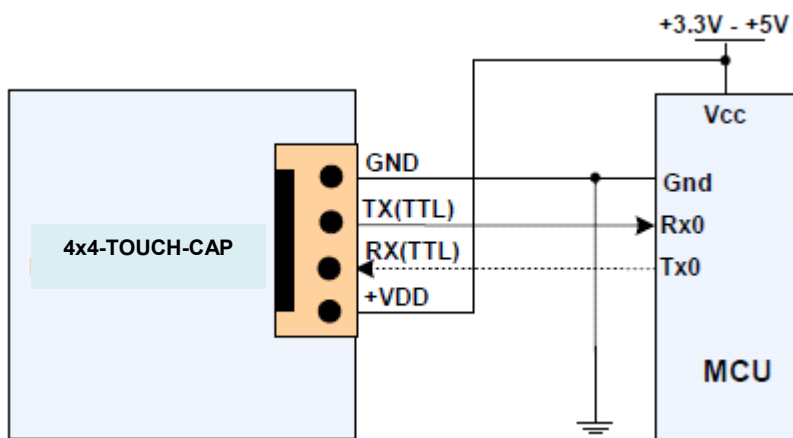 +3.3V - +5V
Vcc
GND
Gnd
TX(TTL)
Rx0
4x4-TOUCH-CAP
RX(TTL)
Tx0
+VDD
MCU